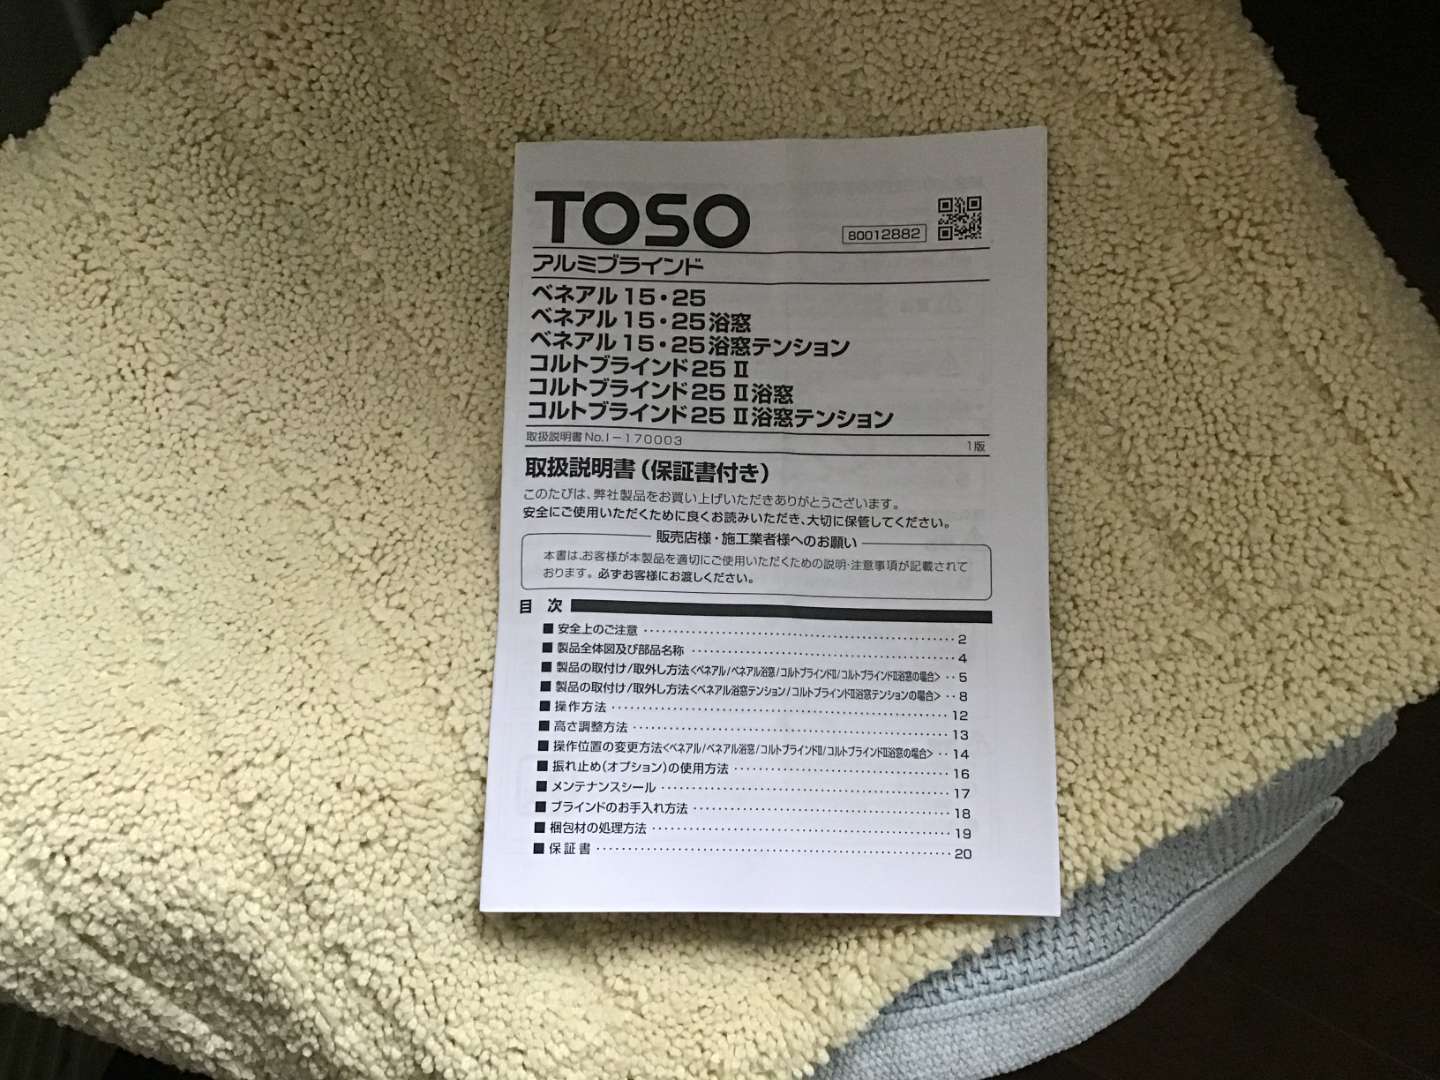 TOSO
80012882
アルミブラインド
ベネアル 15・25
ベネアル 15・25 浴窓
ベネアル 15・25 浴窓テンション
コルトブラインド25 Ⅱ
コルトブラインド25 Ⅱ浴窓
コルトブラインド25 Ⅱ浴窓テンション
取扱説明書No.I－170003 1版
取扱説明書（保証書付き）
このたびは、弊社製品をお買い上げいただきありがとうございます。
安全にご使用いただくために良くお読みいただき、大切に保管してください。
販売店様・施工業者様へのお願い
本書は、お客様が本製品を適切にご使用いただくための説明・注意事項が記載されて
おります。必ずお客様にお渡しください。
目 次
■ 安全上のご注意 ‥‥‥‥‥‥ 2
■ 製品全体図及び部品名称 ‥‥‥‥‥‥ 4
■ 製品の取付け/取外し方法<ベネアル/ベネアル浴窓/コルトブラインドⅡ/コルトブラインドⅡ浴窓の場合> ‥ 5
■ 製品の取付け/取外し方法<ベネアル浴窓テンション/コルトブラインドⅡ浴窓テンションの場合> ‥ 8
■ 操作方法 ‥‥‥‥‥‥ 12
■ 高さ調整方法 ‥‥‥‥‥‥ 13
■ 操作位置の変更方法<ベネアル/ベネアル浴窓/コルトブラインドⅡ/コルトブラインドⅡ浴窓の場合> ‥ 14
■ 振れ止め（オプション）の使用方法 ‥‥‥‥‥‥ 16
■ メンテナンスシール ‥‥‥‥‥‥ 17
■ ブラインドのお手入れ方法 ‥‥‥‥‥‥ 18
■ 梱包材の処理方法 ‥‥‥‥‥‥ 19
■ 保証書 ‥‥‥‥‥‥ 20